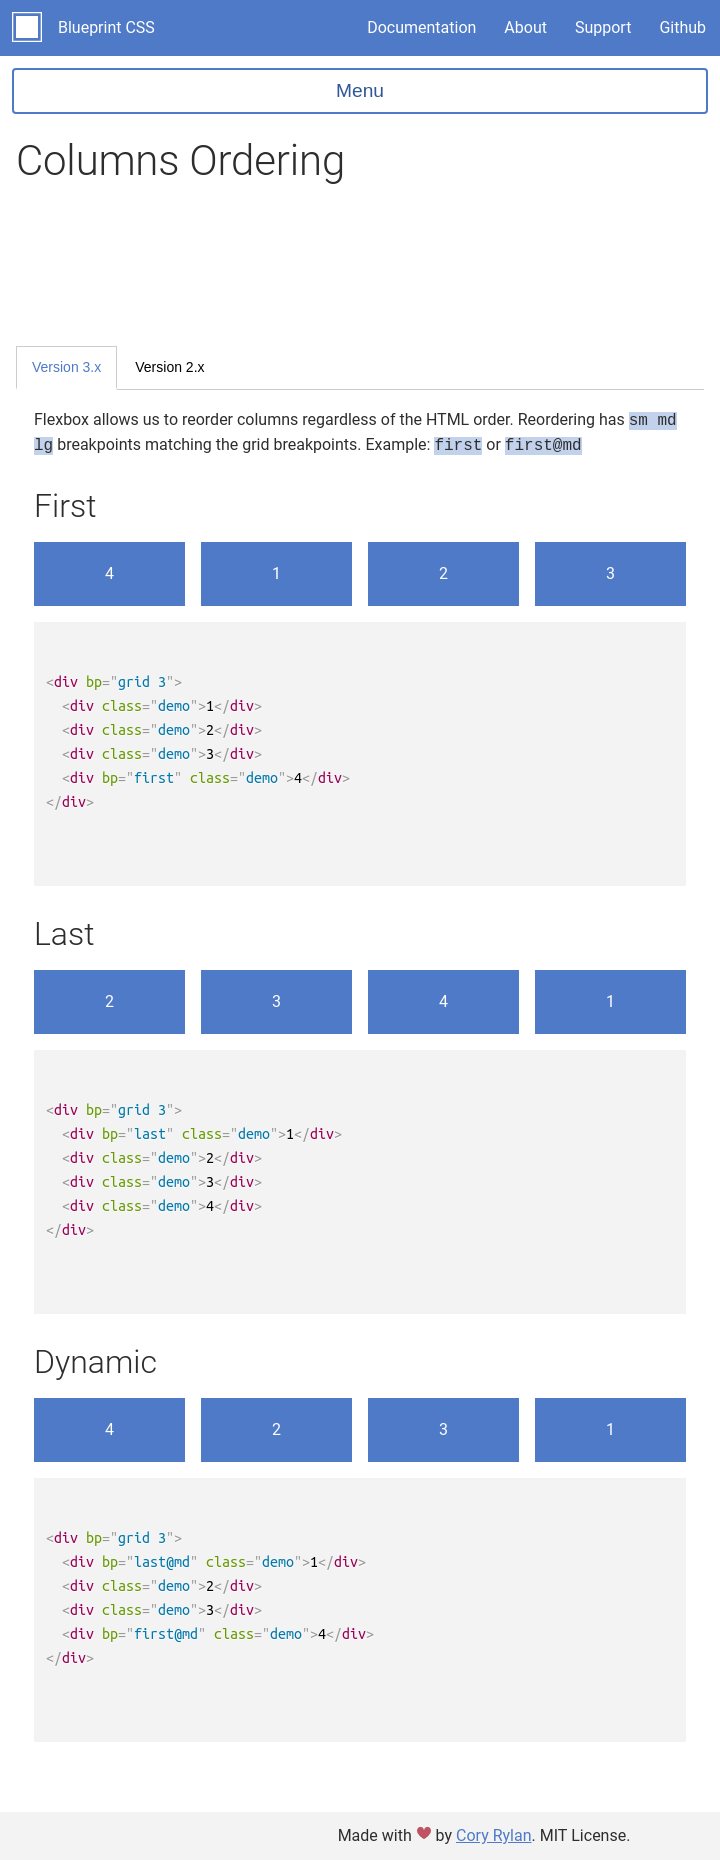 Blueprint CSS Documentation About Support Github
Menu
Columns Ordering
Version 3.x Version 2.x
Flexbox allows us to reorder columns regardless of the HTML order. Reordering has sm md
lg breakpoints matching the grid breakpoints. Example: first or first@md
First
4 1 2 3
<div bp="grid 3">
  <div class="demo">1</div>
  <div class="demo">2</div>
  <div class="demo">3</div>
  <div bp="first" class="demo">4</div>
</div>
Last
2 3 4 1
<div bp="grid 3">
  <div bp="last" class="demo">1</div>
  <div class="demo">2</div>
  <div class="demo">3</div>
  <div class="demo">4</div>
</div>
Dynamic
4 2 3 1
<div bp="grid 3">
  <div bp="last@md" class="demo">1</div>
  <div class="demo">2</div>
  <div class="demo">3</div>
  <div bp="first@md" class="demo">4</div>
</div>
Made with ♥ by Cory Rylan. MIT License.